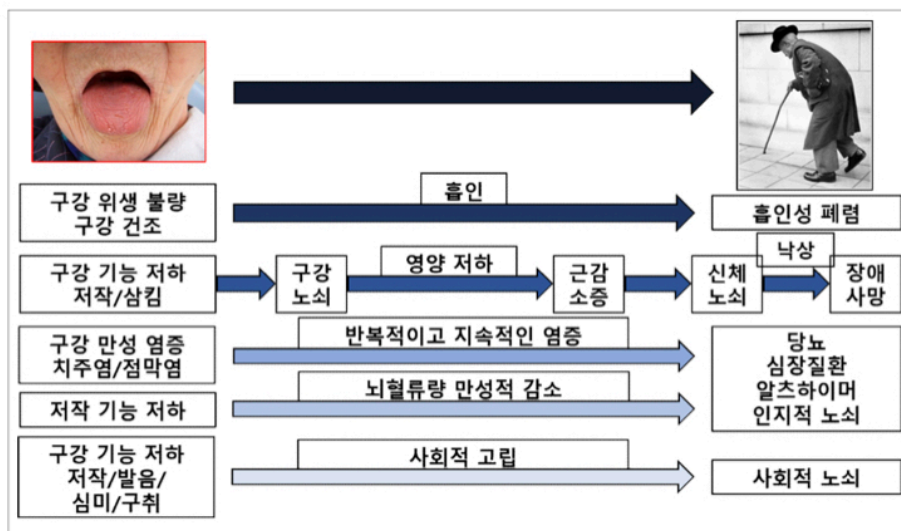 구강 위생 불량
구강 건조
흡인
흡인성 폐렴
구강 기능 저하
저작/삼킴
구강
노쇠
영양 저하
근감
소증
신체
노쇠
낙상
장애
사망
구강 만성 염증
치주염/점막염
반복적이고 지속적인 염증
당뇨
심장질환
알츠하이머
인지적 노쇠
저작 기능 저하
뇌혈류량 만성적 감소
구강 기능 저하
저작/발음/
심미/구취
사회적 고립
사회적 노쇠